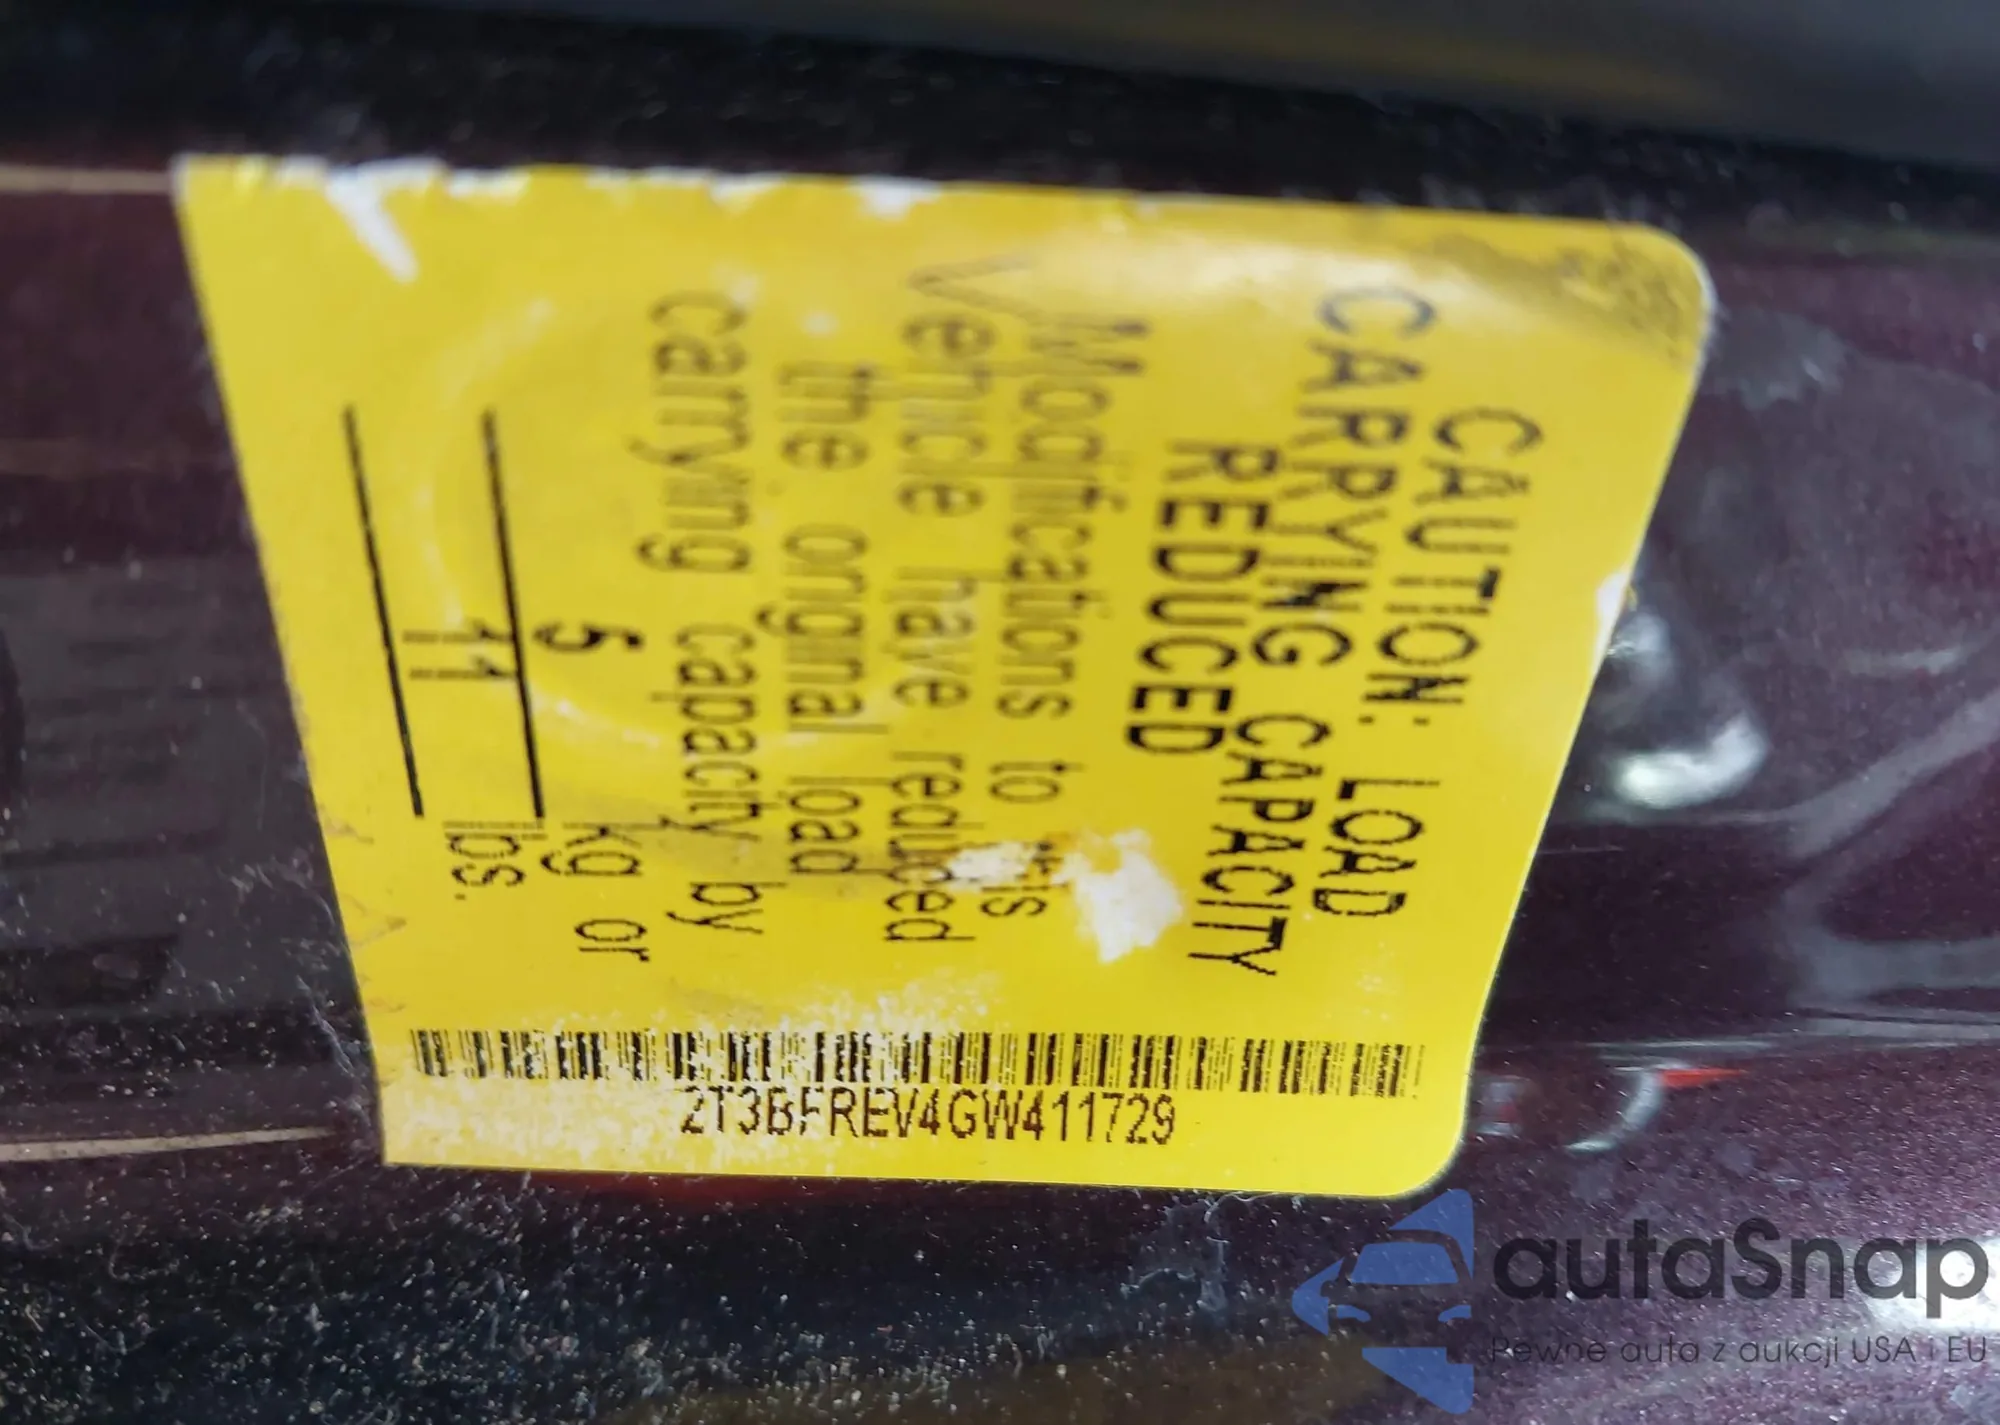 CAUTION: LOAD
CARRYING CAPACITY
REDUCED
Modifications to this
vehicle have reduced
the original load
carrying capacity by
5 kg or
11 lbs.
2T3BFREV4GW411729
autaSnap
Pewne auta z aukcji USA i EU